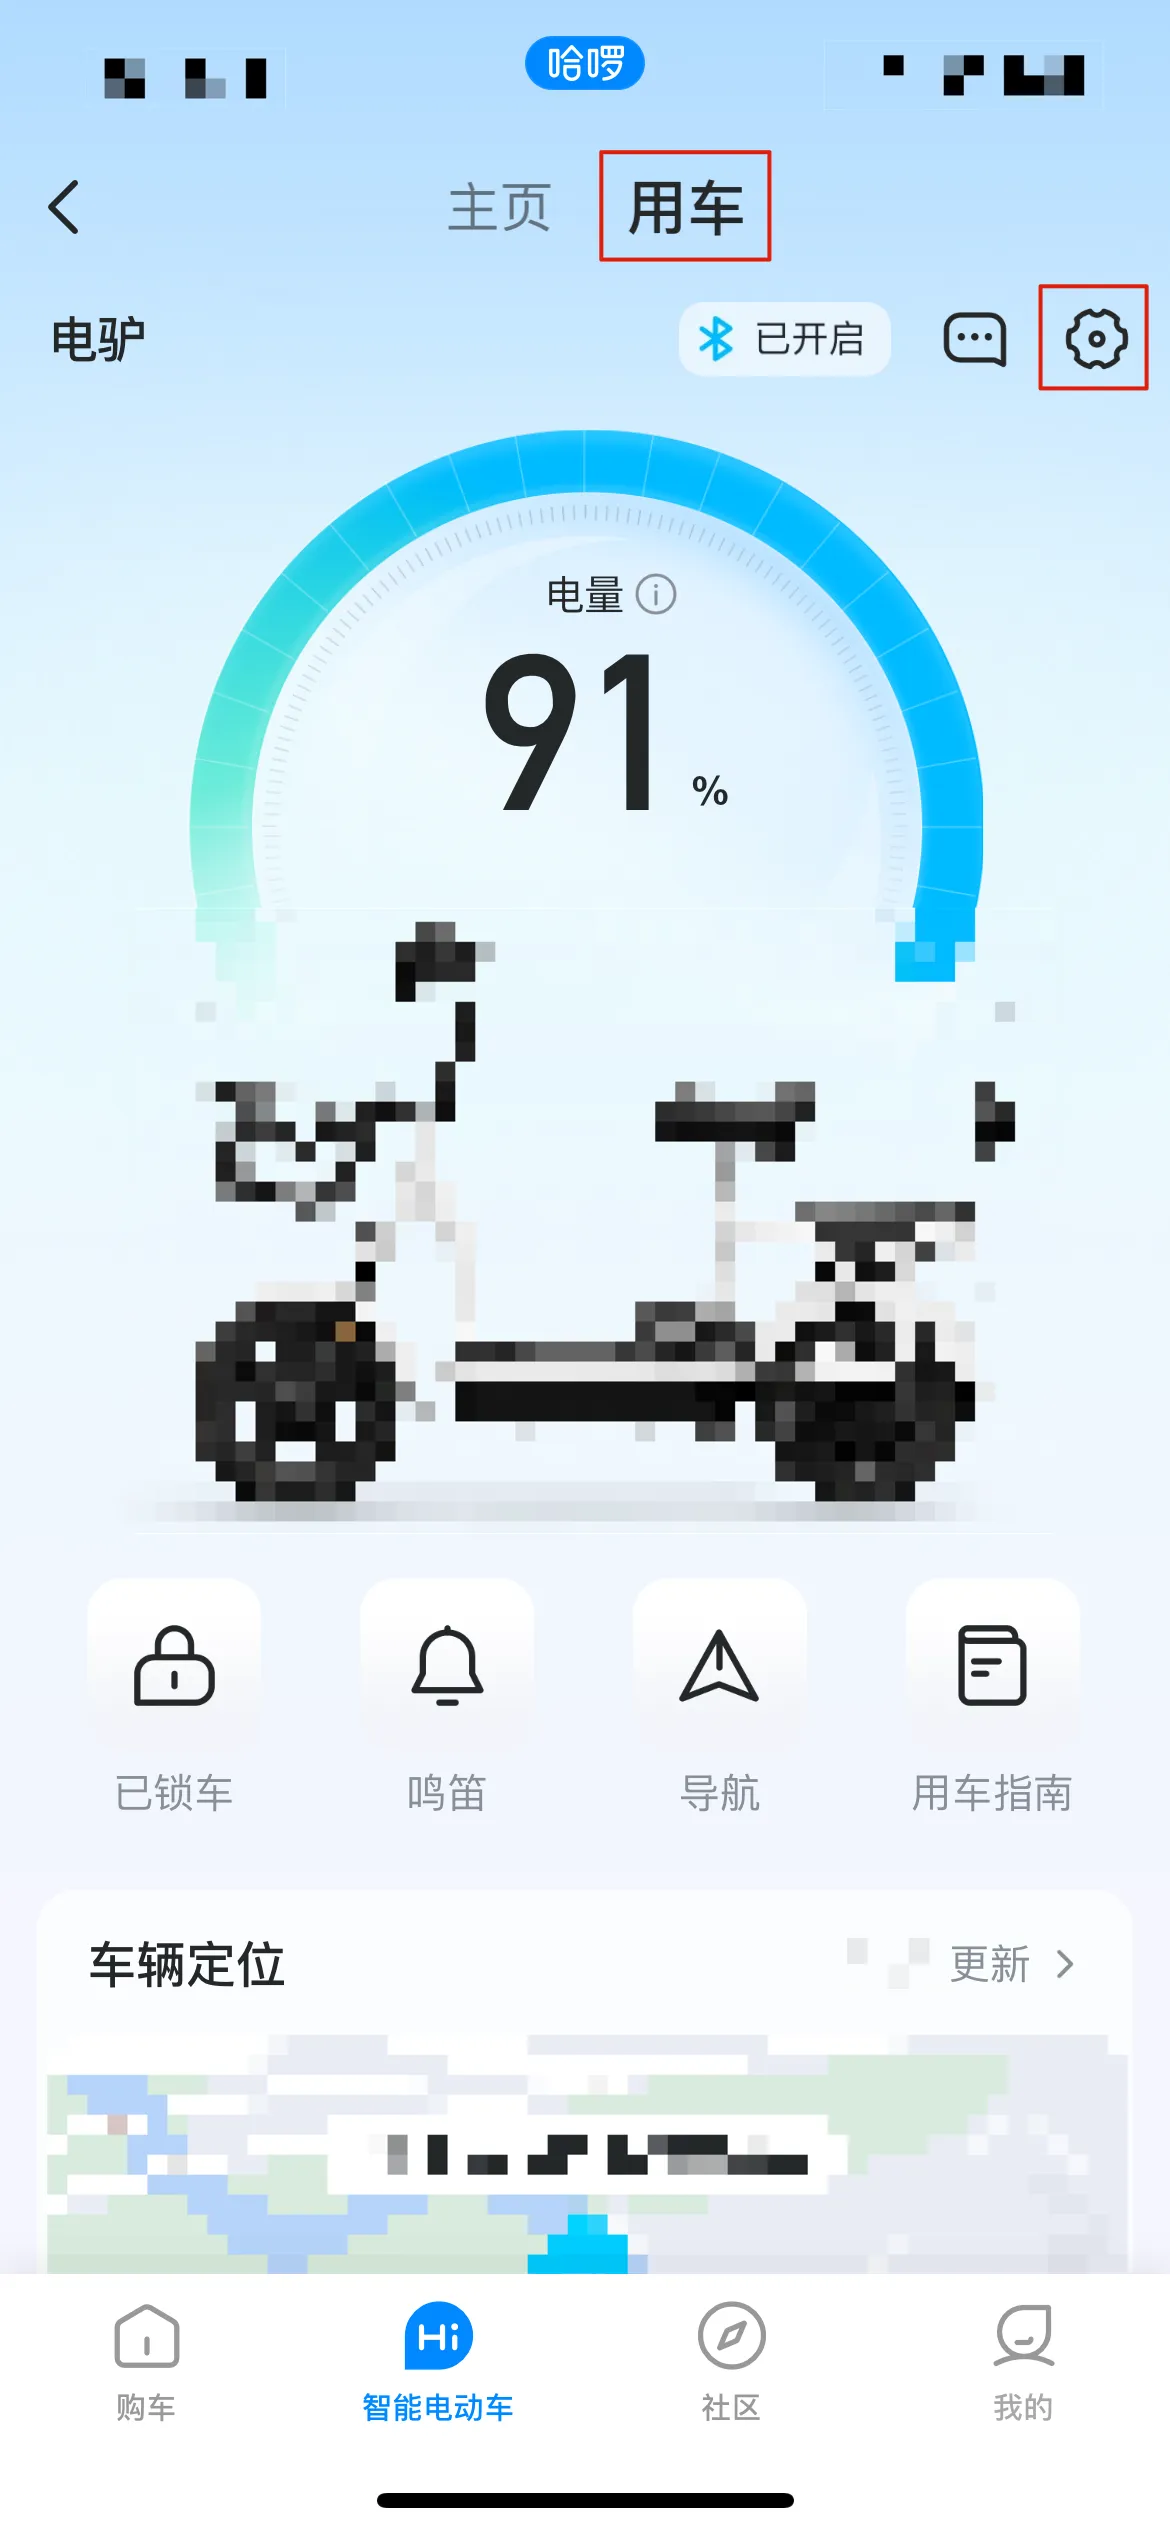 哈啰
主页 用车
电驴 已开启
电量
91 %
已锁车 鸣笛 导航 用车指南
车辆定位 更新
Hi
购车 智能电动车 社区 我的